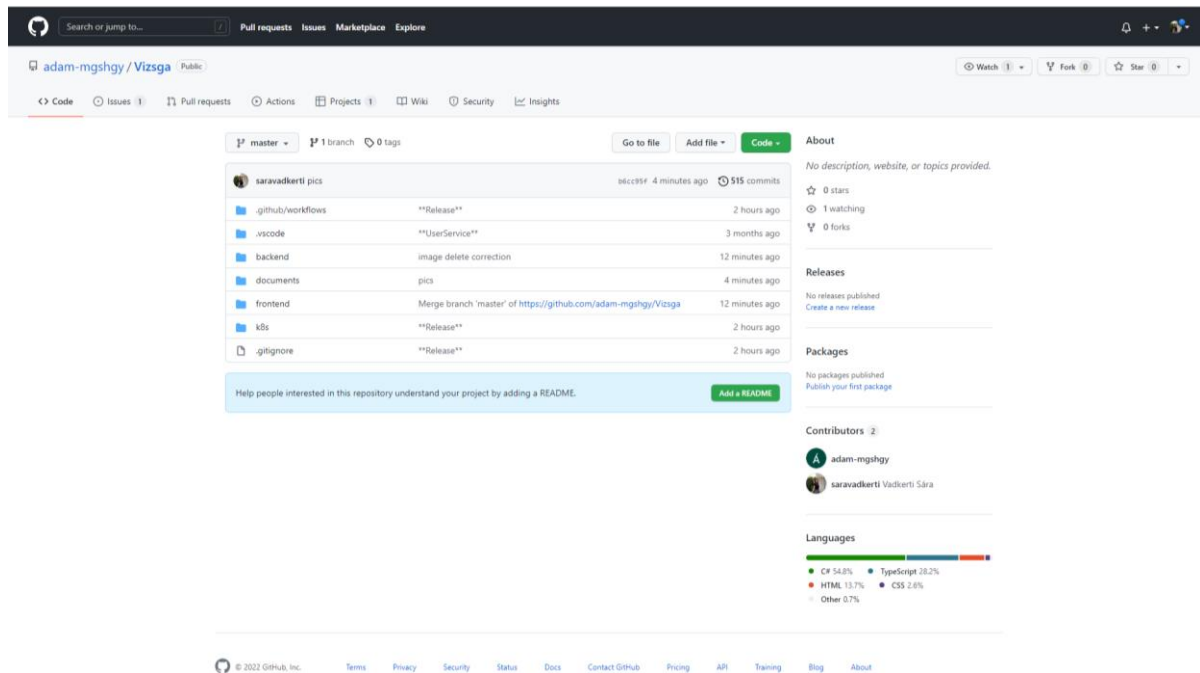 Search or jump to... / Pull requests Issues Marketplace Explore
adam-mgshgy / Vizsga Public Watch 1 Fork 0 Star 0
Code Issues 1 Pull requests Actions Projects 1 Wiki Security Insights
master 1 branch 0 tags Go to file Add file Code
saravadkerti pics 4 minutes ago 515 commits
.github/workflows **Release** 2 hours ago
.vscode **UserService** 3 months ago
backend image delete correction 12 minutes ago
documents pics 4 minutes ago
frontend Merge branch 'master' of https://github.com/adam-mgshgy/Vizsga 12 minutes ago
k8s **Release** 2 hours ago
.gitignore **Release** 2 hours ago
Help people interested in this repository understand your project by adding a README. Add a README
About
No description, website, or topics provided.
0 stars
1 watching
0 forks
Releases
No releases published
Create a new release
Packages
No packages published
Publish your first package
Contributors 2
Á adam-mgshgy
saravadkerti Vadkerti Sára
Languages
C# 54.8% TypeScript 28.2%
HTML 13.7% CSS 2.6%
Other 0.7%
© 2022 GitHub, Inc. Terms Privacy Security Status Docs Contact GitHub Pricing API Training Blog About